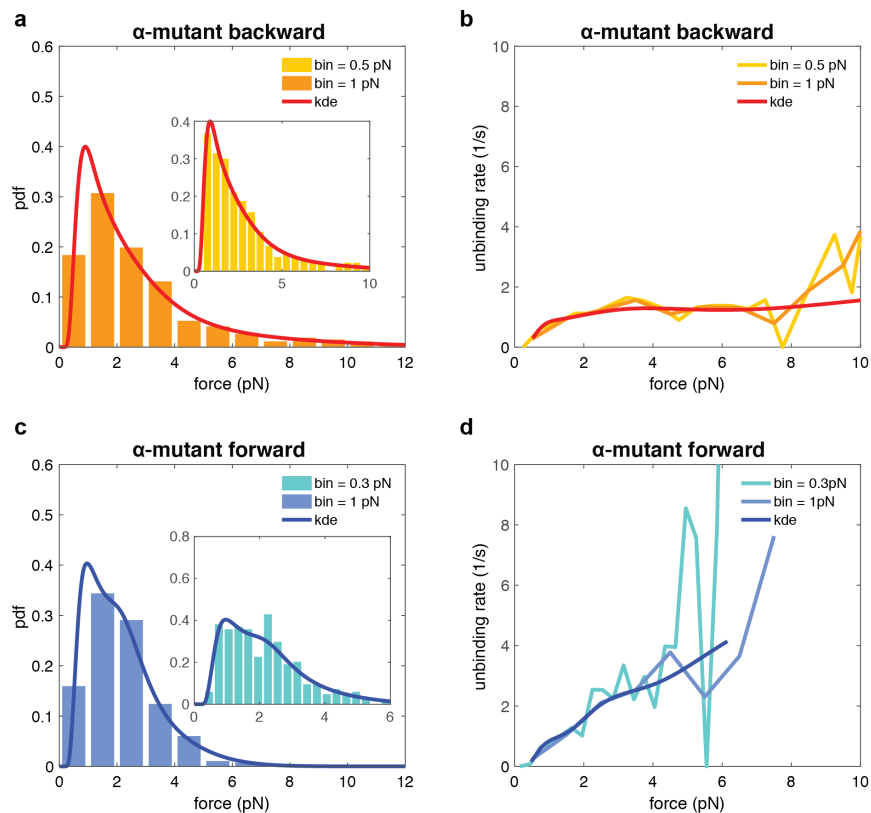 a
α-mutant backward
0.6
0.5
0.4
0.3
0.2
0.1
0
pdf
bin = 0.5 pN
bin = 1 pN
kde
0.4
0.3
0.2
0.1
0
0 5 10
0 2 4 6 8 10 12
force (pN)
b
α-mutant backward
10
8
6
4
2
0
unbinding rate (1/s)
bin = 0.5 pN
bin = 1 pN
kde
0 2 4 6 8 10
force (pN)
c
α-mutant forward
0.6
0.5
0.4
0.3
0.2
0.1
0
pdf
bin = 0.3 pN
bin = 1 pN
kde
0.8
0.6
0.4
0.2
0
0 2 4 6
0 2 4 6 8 10 12
force (pN)
d
α-mutant forward
10
8
6
4
2
0
unbinding rate (1/s)
bin = 0.3pN
bin = 1pN
kde
0 2 4 6 8 10
force (pN)